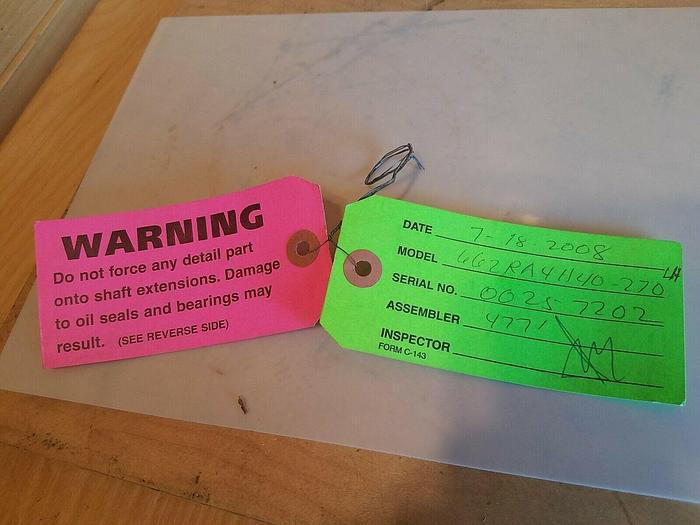 WARNING
Do not force any detail part
onto shaft extensions. Damage
to oil seals and bearings may
result. (SEE REVERSE SIDE)
DATE 7-18-2008
MODEL 662RA4H40-270
LH
SERIAL NO. 0025-7202
ASSEMBLER 4771
INSPECTOR
FORM C-143